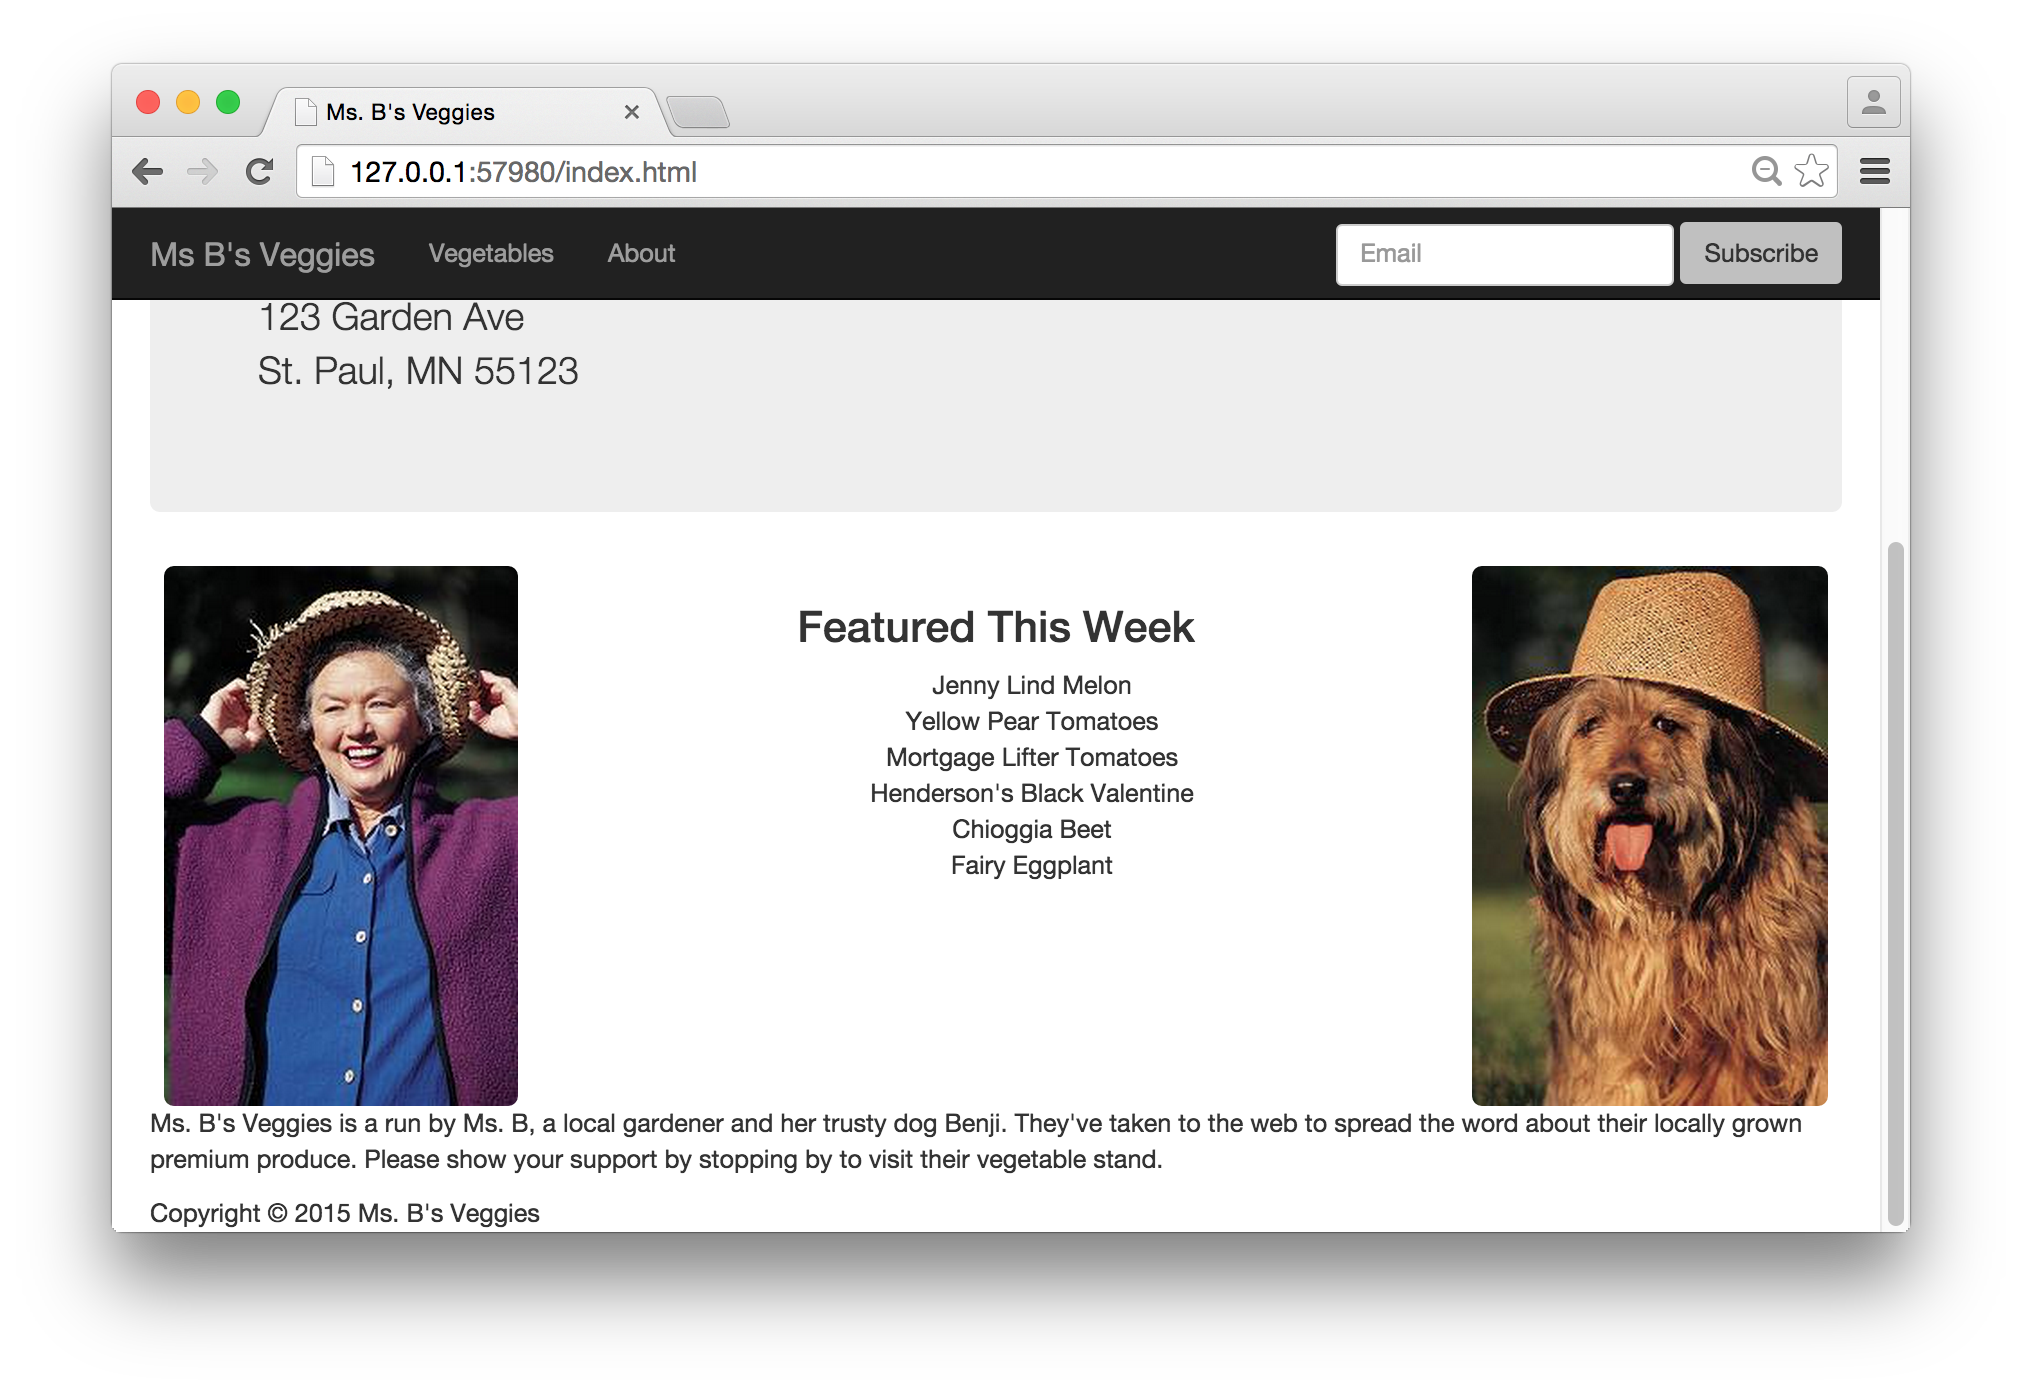 Ms. B's Veggies
127.0.0.1:57980/index.html
Ms B's Veggies Vegetables About Email Subscribe
123 Garden Ave
St. Paul, MN 55123
Featured This Week
Jenny Lind Melon
Yellow Pear Tomatoes
Mortgage Lifter Tomatoes
Henderson's Black Valentine
Chioggia Beet
Fairy Eggplant
Ms. B's Veggies is a run by Ms. B, a local gardener and her trusty dog Benji. They've taken to the web to spread the word about their locally grown
premium produce. Please show your support by stopping by to visit their vegetable stand.
Copyright © 2015 Ms. B's Veggies